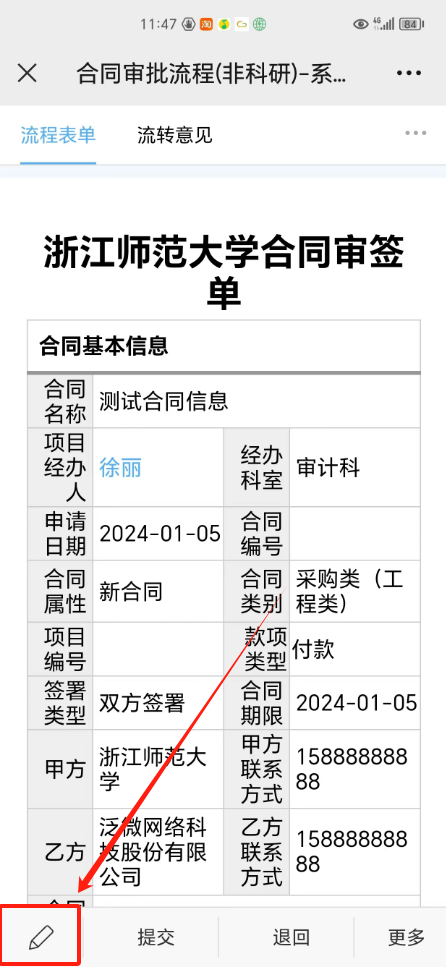 11:47
4G
84
合同审批流程(非科研)-系...
流程表单 流转意见
浙江师范大学合同审签
单
合同基本信息
合同
名称
测试合同信息
项目
经办
人
徐丽
经办
科室
审计科
申请
日期
2024-01-05
合同
编号
合同
属性
新合同
合同
类别
采购类（工
程类）
项目
编号
款项
类型
付款
签署
类型
双方签署
合同
期限
2024-01-05
甲方
浙江师范大
学
甲方
联系
方式
158888888
88
乙方
泛微网络科
技股份有限
公司
乙方
联系
方式
158888888
88
合同
提交 退回 更多